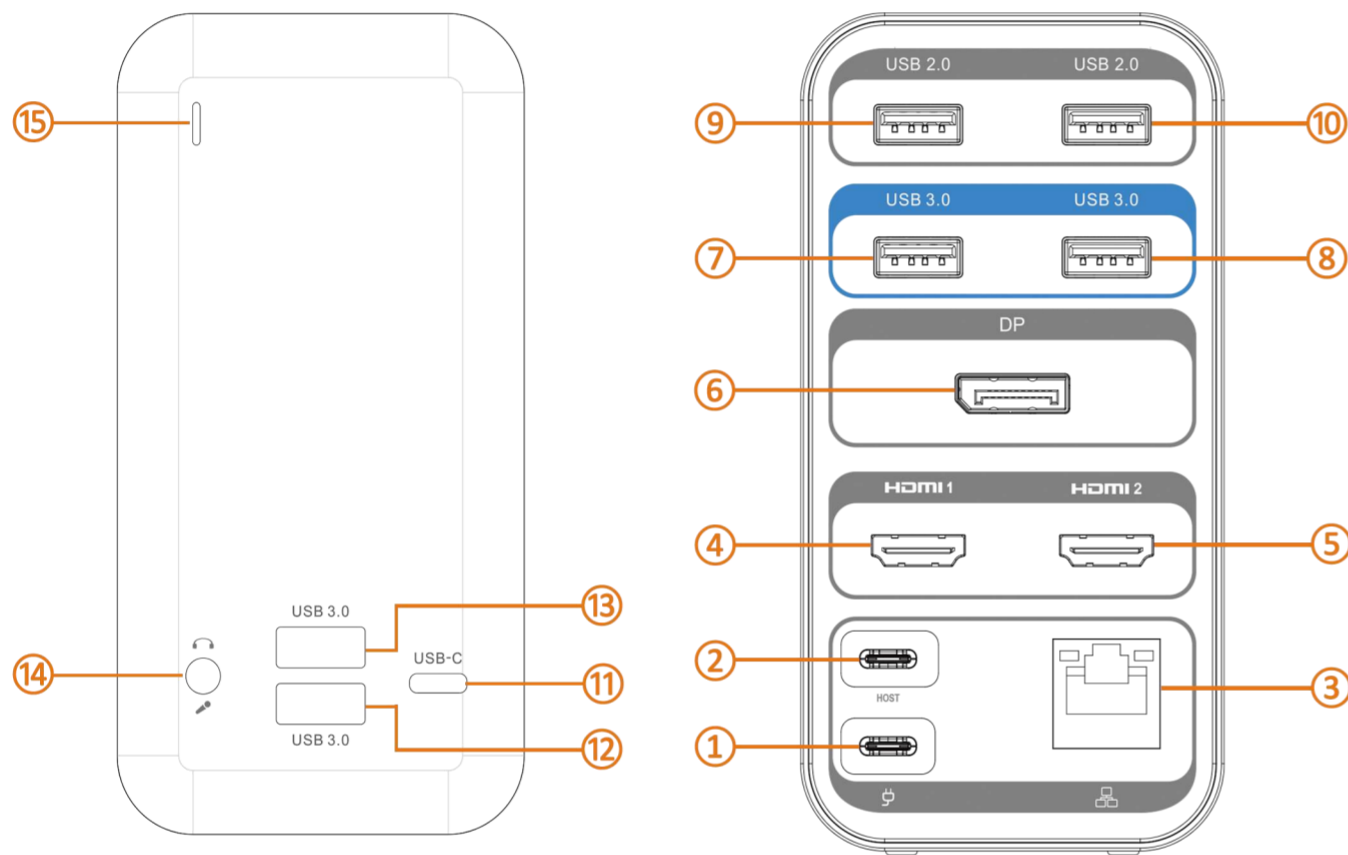 ⑮
USB 3.0
⑬
USB-C
⑭
⑪
USB 3.0
⑫
USB 2.0 USB 2.0
⑨ ⑩
USB 3.0 USB 3.0
⑦ ⑧
DP
⑥
HDMI 1 HDMI 2
④ ⑤
②
HOST
③
①